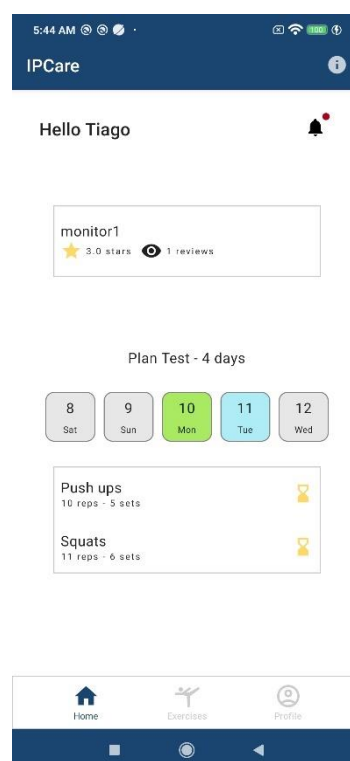 5:44 AM
100
IPCare
Hello Tiago
monitor1
3.0 stars 1 reviews
Plan Test - 4 days
8 9 10 11 12
Sat Sun Mon Tue Wed
Push ups
10 reps - 5 sets
Squats
11 reps - 6 sets
Home Exercises Profile